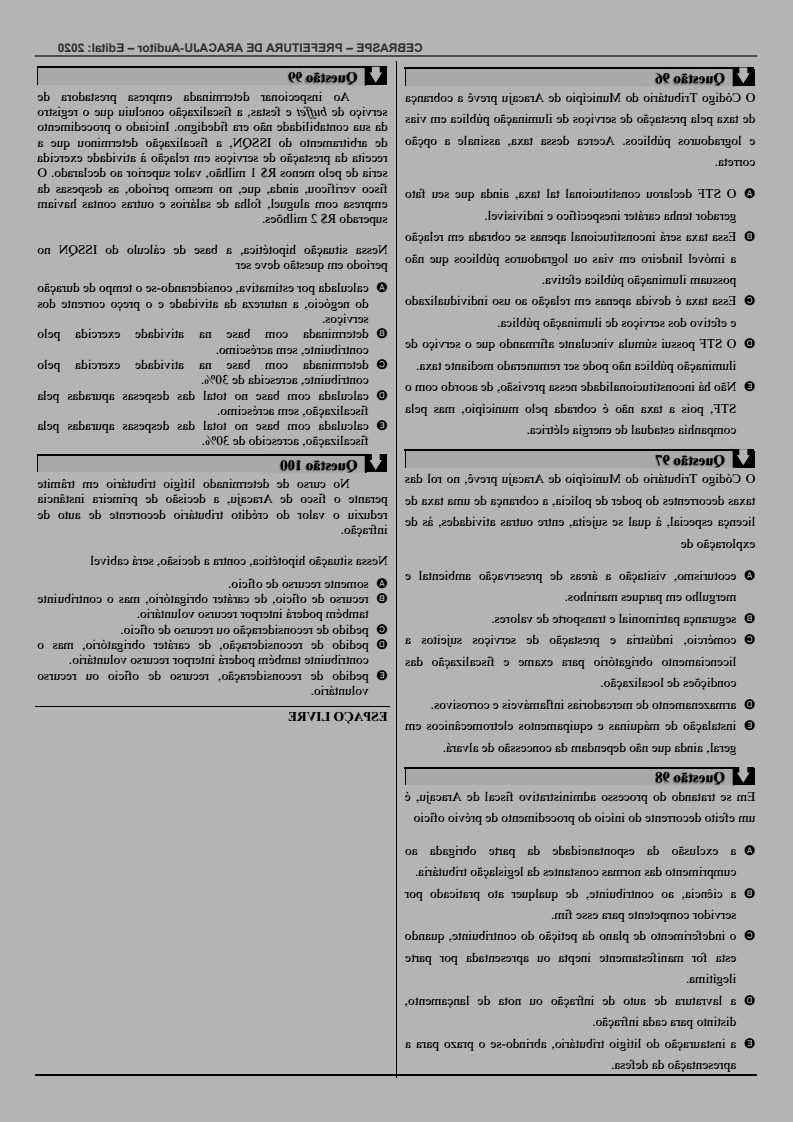 CEBRASPE – PREFEITURA DE ARACAJU-Auditor – Edital: 2020
Questão 96
O Código Tributário do Município de Aracaju prevê a cobrança
de taxa pela prestação de serviços de iluminação pública em vias
e logradouros públicos. Acerca dessa taxa, assinale a opção
correta.
A O STF declarou constitucional tal taxa, ainda que seu fato
gerador tenha caráter inespecífico e indivisível.
B Essa taxa será inconstitucional apenas se cobrada em relação
a imóvel lindeiro em vias ou logradouros públicos que não
possuam iluminação pública efetiva.
C Essa taxa é devida apenas em relação ao uso individualizado
e efetivo dos serviços de iluminação pública.
D O STF possui súmula vinculante afirmando que o serviço de
iluminação pública não pode ser remunerado mediante taxa.
E Não há inconstitucionalidade nessa previsão, de acordo com o
STF, pois a taxa não é cobrada pelo município, mas pela
companhia estadual de energia elétrica.
Questão 97
O Código Tributário do Município de Aracaju prevê, no rol das
taxas decorrentes do poder de polícia, a cobrança de uma taxa de
licença especial, à qual se sujeita, entre outras atividades, às de
exploração de
A ecoturismo, visitação a áreas de preservação ambiental e
mergulho em parques marinhos.
B segurança patrimonial e transporte de valores.
C comércio, indústria e prestação de serviços sujeitos a
licenciamento obrigatório para exame e fiscalização das
condições de localização.
D armazenamento de mercadorias inflamáveis e corrosivos.
E instalação de máquinas e equipamentos eletromecânicos em
geral, ainda que não dependam da concessão de alvará.
Questão 98
Em se tratando do processo administrativo fiscal de Aracaju, é
um efeito decorrente do início do procedimento de prévio ofício
A a exclusão da espontaneidade da parte obrigada ao
cumprimento das normas constantes da legislação tributária.
B a ciência, ao contribuinte, de qualquer ato praticado por
servidor competente para esse fim.
C o indeferimento de plano da petição do contribuinte, quando
esta for manifestamente inepta ou apresentada por parte
ilegítima.
D a lavratura de auto de infração ou nota de lançamento,
distinto para cada infração.
E a instauração do litígio tributário, abrindo-se o prazo para a
apresentação da defesa.
Questão 99
Ao inspecionar determinada empresa prestadora de
serviço de buffet e festas, a fiscalização concluiu que o registro
da sua contabilidade não era fidedigno. Iniciado o procedimento
de arbitramento do ISSQN, a fiscalização determinou que a
receita da prestação de serviços em relação à atividade exercida
seria de pelo menos R$ 1 milhão, valor superior ao declarado. O
fisco verificou, ainda, que, no mesmo período, as despesas da
empresa com aluguel, folha de salários e outras contas haviam
superado R$ 2 milhões.
Nessa situação hipotética, a base de cálculo do ISSQN no
período em questão deve ser
A calculada por estimativa, considerando-se o tempo de duração
do negócio, a natureza da atividade e o preço corrente dos
serviços.
B determinada com base na atividade exercida pelo
contribuinte, sem acréscimo.
C determinada com base na atividade exercida pelo
contribuinte, acrescida de 30%.
D calculada com base no total das despesas apuradas pela
fiscalização, sem acréscimo.
E calculada com base no total das despesas apuradas pela
fiscalização, acrescido de 30%.
Questão 100
No curso de determinado litígio tributário em trâmite
perante o fisco de Aracaju, a decisão de primeira instância
reduziu o valor do crédito tributário decorrente de auto de
infração.
Nessa situação hipotética, contra a decisão, será cabível
A somente recurso de ofício.
B recurso de ofício, de caráter obrigatório, mas o contribuinte
também poderá interpor recurso voluntário.
C pedido de reconsideração ou recurso de ofício.
D pedido de reconsideração, de caráter obrigatório, mas o
contribuinte também poderá interpor recurso voluntário.
E pedido de reconsideração, recurso de ofício ou recurso
voluntário.
ESPAÇO LIVRE